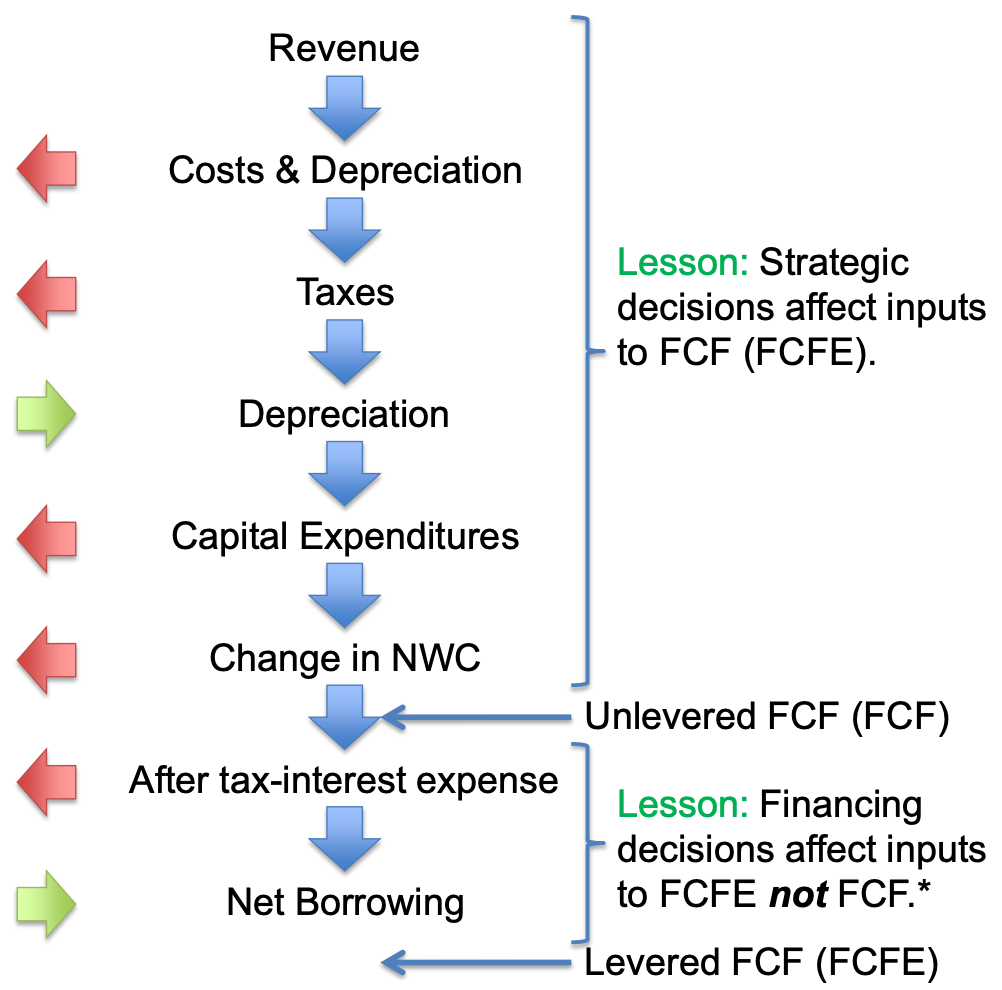 Revenue
Costs & Depreciation
Taxes
Depreciation
Capital Expenditures
Change in NWC
Lesson: Strategic
decisions affect inputs
to FCF (FCFE).
Unlevered FCF (FCF)
After tax-interest expense
Net Borrowing
Lesson: Financing
decisions affect inputs
to FCFE not FCF.*
Levered FCF (FCFE)